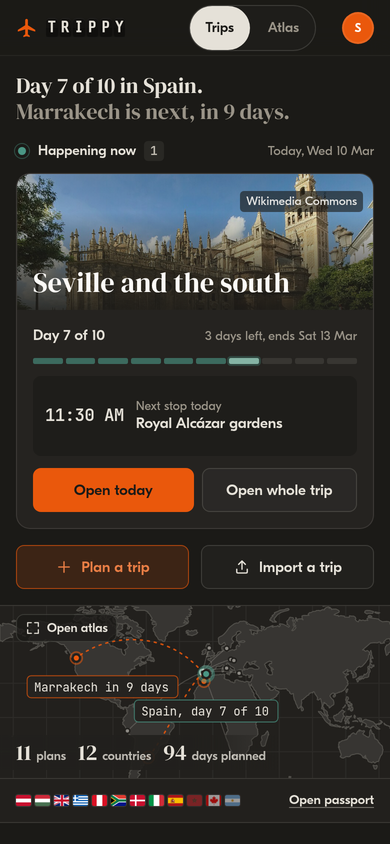 TRIPPY
Trips
Atlas
S
Day 7 of 10 in Spain.
Marrakech is next, in 9 days.
Happening now 1
Today, Wed 10 Mar
Wikimedia Commons
Seville and the south
Day 7 of 10
3 days left, ends Sat 13 Mar
11:30 AM
Next stop today
Royal Alcázar gardens
Open today
Open whole trip
Plan a trip
Import a trip
Open atlas
Marrakech in 9 days
Spain, day 7 of 10
11 plans 12 countries 94 days planned
Open passport